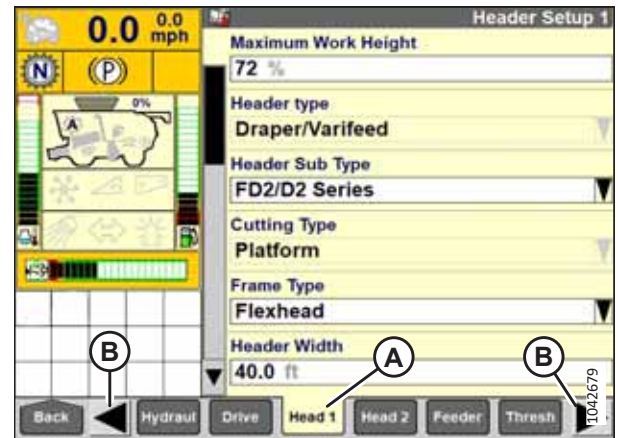 0.0
0.0
mph
Header Setup 1
N
(P)
0%
A
Maximum Work Height
72 %
Header type
Draper/Varifeed
Header Sub Type
FD2/D2 Series
Cutting Type
Platform
Frame Type
Flexhead
Header Width
40.0 ft
B
A
B
Back
Hydraul
Drive
Head 1
Head 2
Feeder
Thresh
1042679